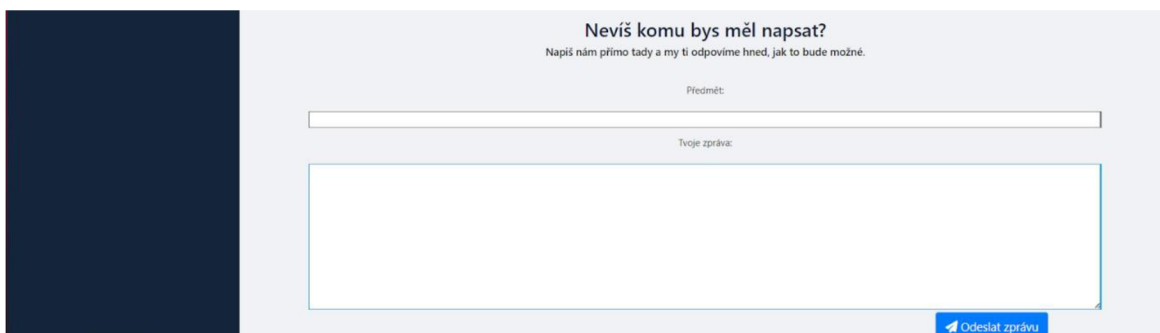 Nevíš komu bys měl napsat?
Napiš nám přímo tady a my ti odpovíme hned, jak to bude možné.
Předmět:
Tvoje zpráva:
Odeslat zprávu